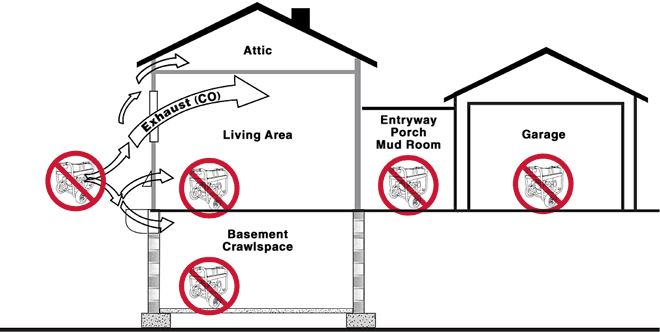 Attic
Exhaust (CO)
Living Area
Entryway
Porch
Mud Room
Garage
Basement
Crawlspace